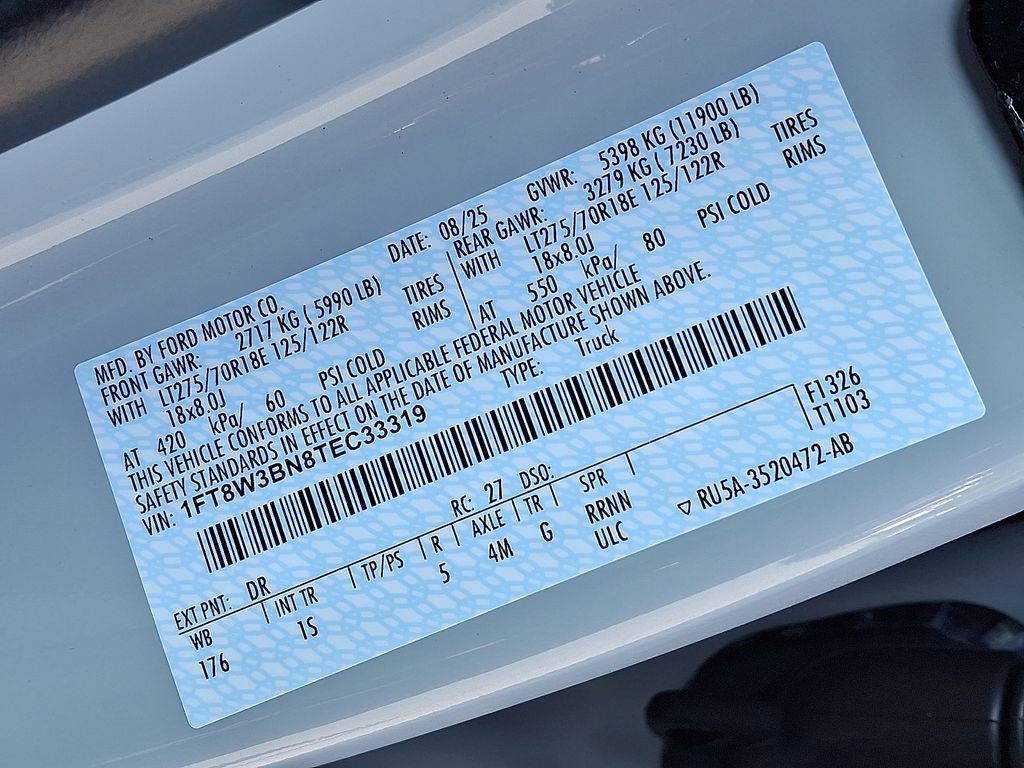 MFD. BY FORD MOTOR CO. DATE: 08/25 GVWR: 5398 KG (11900 LB)
FRONT GAWR: 2717 KG ( 5990 LB) REAR GAWR: 3279 KG ( 7230 LB)
WITH LT275/70R18E 125/122R TIRES WITH LT275/70R18E 125/122R TIRES
18x8.0J RIMS 18x8.0J RIMS
AT 420 kPa/ 60 PSI COLD AT 550 kPa/ 80 PSI COLD
THIS VEHICLE CONFORMS TO ALL APPLICABLE FEDERAL MOTOR VEHICLE
SAFETY STANDARDS IN EFFECT ON THE DATE OF MANUFACTURE SHOWN ABOVE.
VIN: 1FT8W3BN8TEC33319 TYPE: Truck
F1326
T1103
EXT PNT: DR RC: 27 DSO:
WB INT TR TP/PS R AXLE TR SPR
176 1S 5 4M G RRNN
ULC
▽ RU5A-3520472-AB